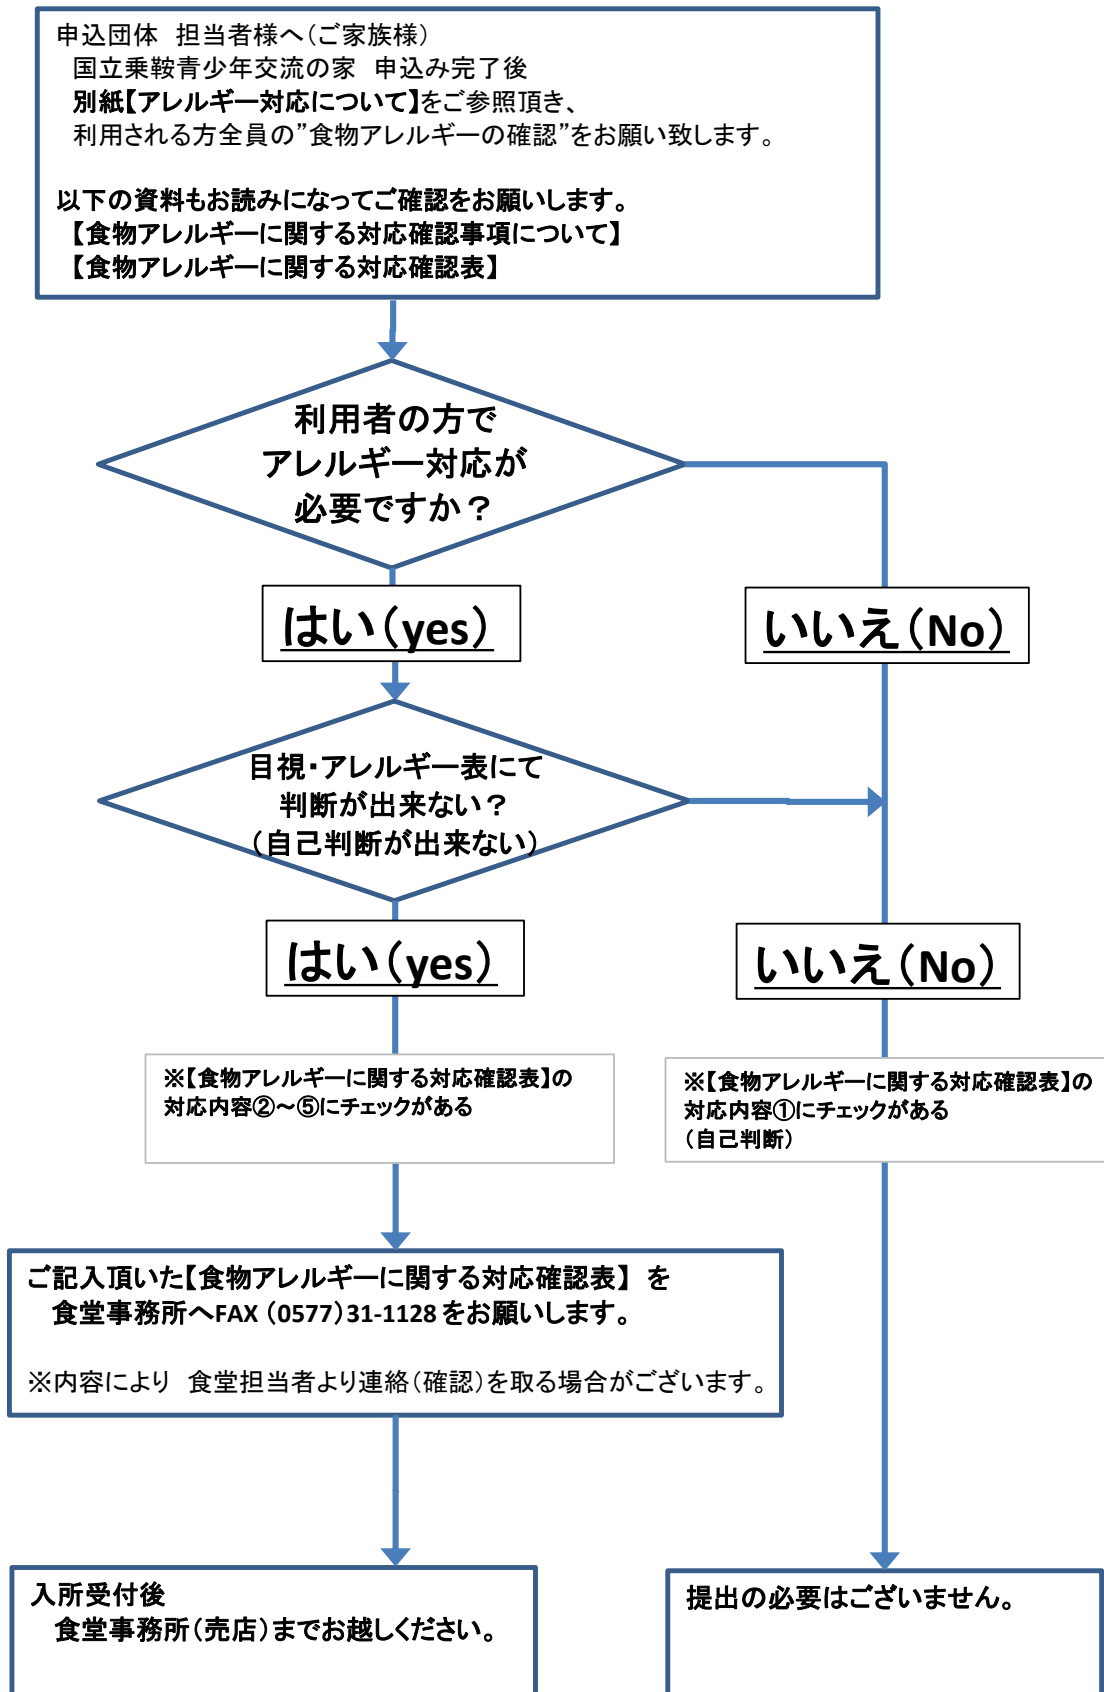 申込団体　担当者様へ（ご家族様）
国立乗鞍青少年交流の家　申込み完了後
別紙【アレルギー対応について】をご参照頂き、
利用される方全員の”食物アレルギーの確認”をお願い致します。
以下の資料もお読みになってご確認をお願いします。
【食物アレルギーに関する対応確認事項について】
【食物アレルギーに関する対応確認表】
利用者の方で
アレルギー対応が
必要ですか？
はい（yes）
いいえ（No）
目視・アレルギー表にて
判断が出来ない？
（自己判断が出来ない）
はい（yes）
いいえ（No）
※【食物アレルギーに関する対応確認表】の
対応内容②～⑤にチェックがある
※【食物アレルギーに関する対応確認表】の
対応内容①にチェックがある
（自己判断）
ご記入頂いた【食物アレルギーに関する対応確認表】を
食堂事務所へFAX（0577）31-1128をお願いします。
※内容により　食堂担当者より連絡（確認）を取る場合がございます。
入所受付後
食堂事務所（売店）までお越しください。
提出の必要はございません。